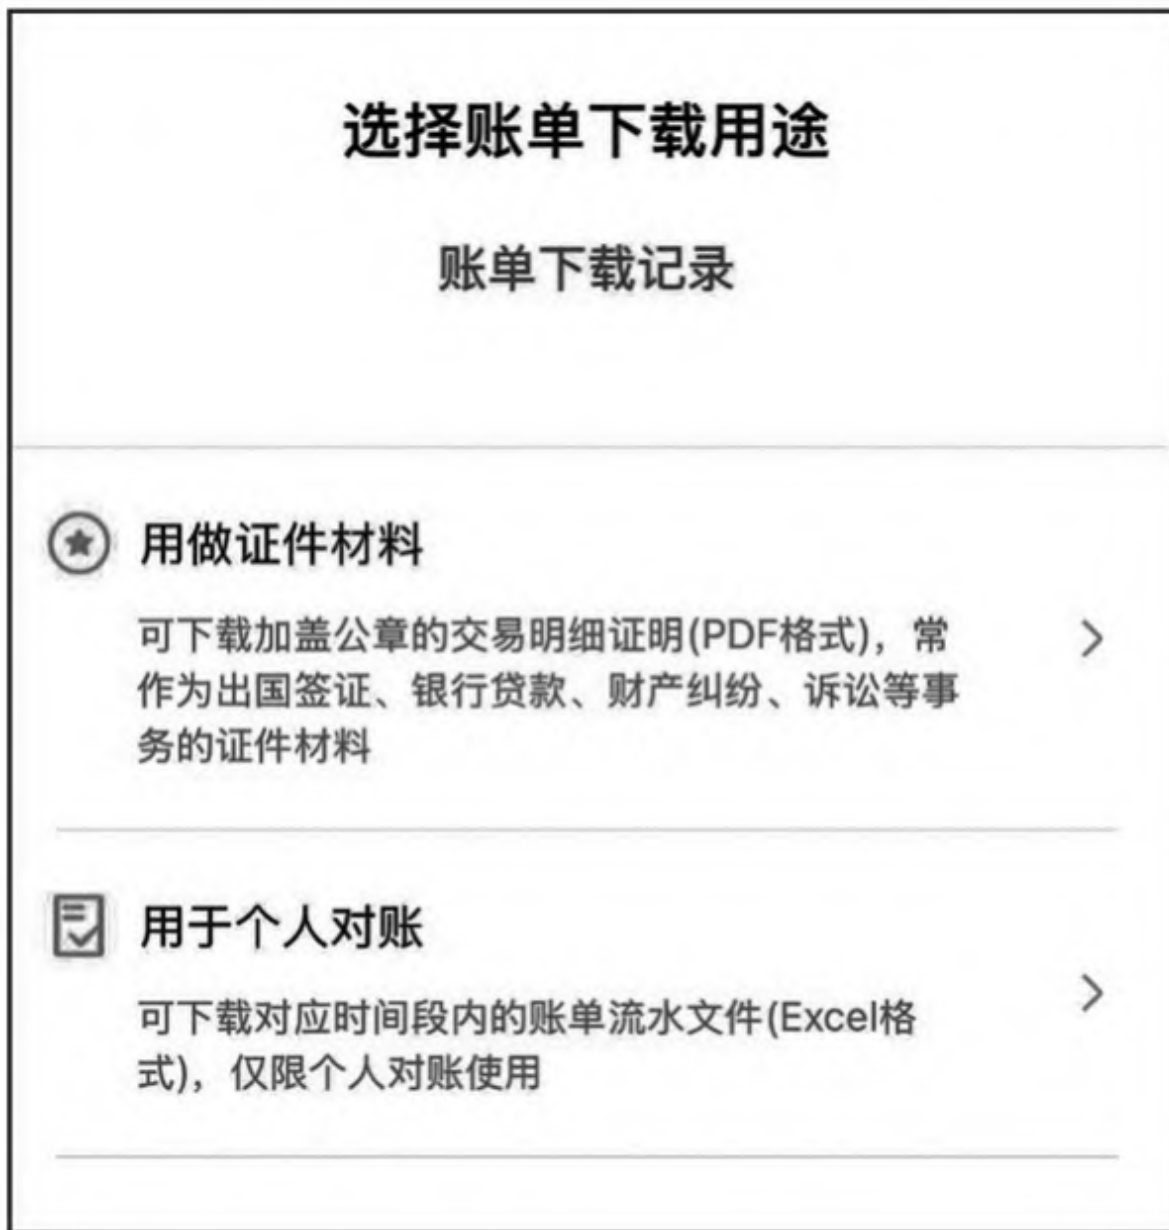 选择账单下载用途
账单下载记录
用做证件材料
可下载加盖公章的交易明细证明(PDF格式)，常
作为出国签证、银行贷款、财产纠纷、诉讼等事
务的证件材料
用于个人对账
可下载对应时间段内的账单流水文件(Excel格
式)，仅限个人对账使用